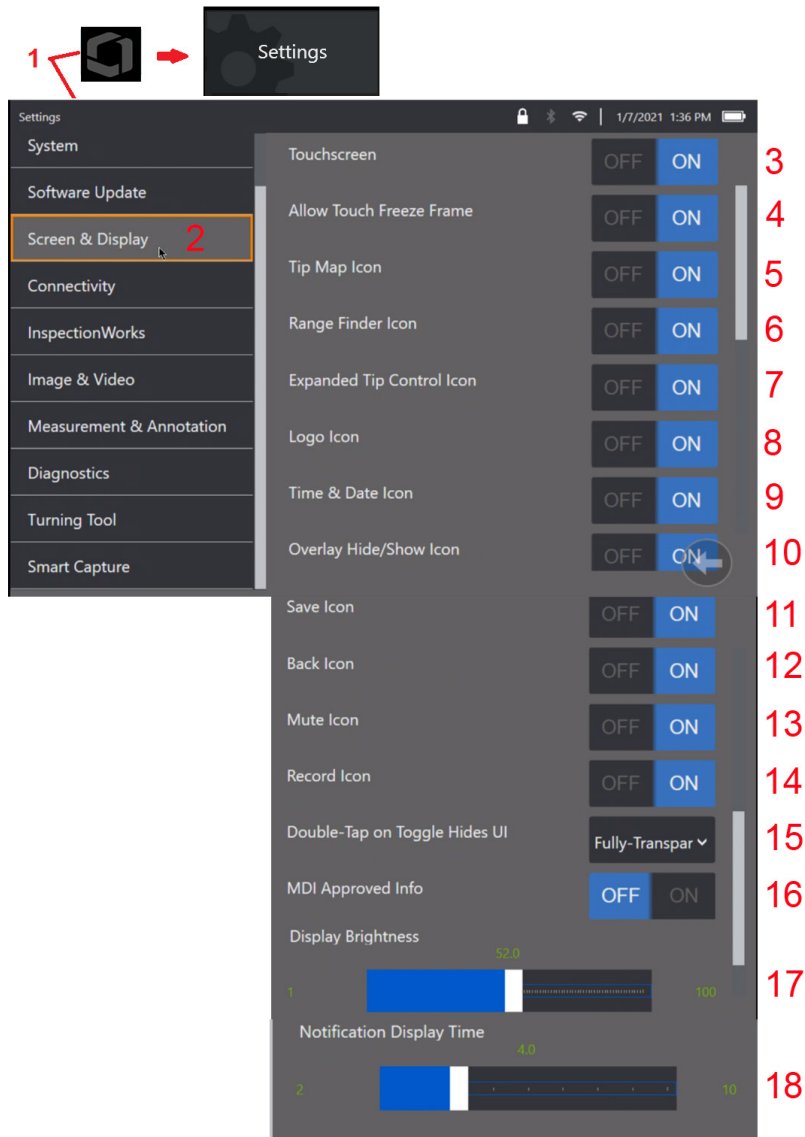 1
Settings
Settings
1/7/2021 1:36 PM
System
Touchscreen
OFF ON
3
Software Update
Allow Touch Freeze Frame
OFF ON
4
Screen & Display
2
Tip Map Icon
OFF ON
5
Connectivity
Range Finder Icon
OFF ON
6
InspectionWorks
Image & Video
Expanded Tip Control Icon
OFF ON
7
Measurement & Annotation
Logo Icon
OFF ON
8
Diagnostics
Time & Date Icon
OFF ON
9
Turning Tool
Overlay Hide/Show Icon
OFF ON
10
Smart Capture
Save Icon
OFF ON
11
Back Icon
OFF ON
12
Mute Icon
OFF ON
13
Record Icon
OFF ON
14
Double-Tap on Toggle Hides UI
Fully-Transpar
15
MDI Approved Info
OFF ON
16
Display Brightness
52.0
1
100
17
Notification Display Time
4.0
2
10
18